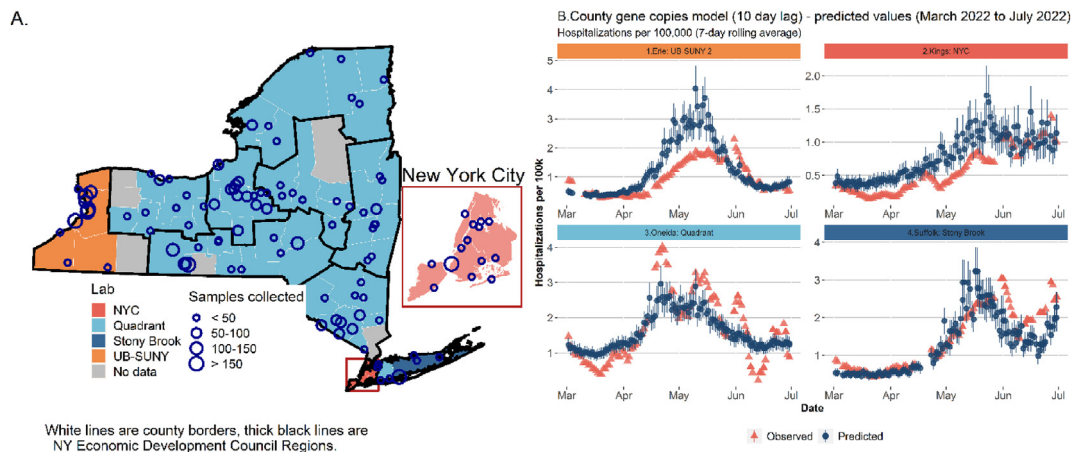 A.
New York City
Lab
NYC
Quadrant
Stony Brook
UB-SUNY
No data
Samples collected
< 50
50-100
100-150
> 150
White lines are county borders, thick black lines are
NY Economic Development Council Regions.
B.County gene copies model (10 day lag) - predicted values (March 2022 to July 2022)
Hospitalizations per 100,000 (7-day rolling average)
Hospitalizations per 100k
1.Erie: UB SUNY 2
5
4
3
2
1
Mar Apr May Jun Jul
2.Kings: NYC
2.0
1.5
1.0
0.5
Mar Apr May Jun Jul
3.Oneida: Quadrant
4
3
2
1
Mar Apr May Jun Jul
4.Suffolk: Stony Brook
4
3
2
1
Mar Apr May Jun Jul
Date
Observed Predicted